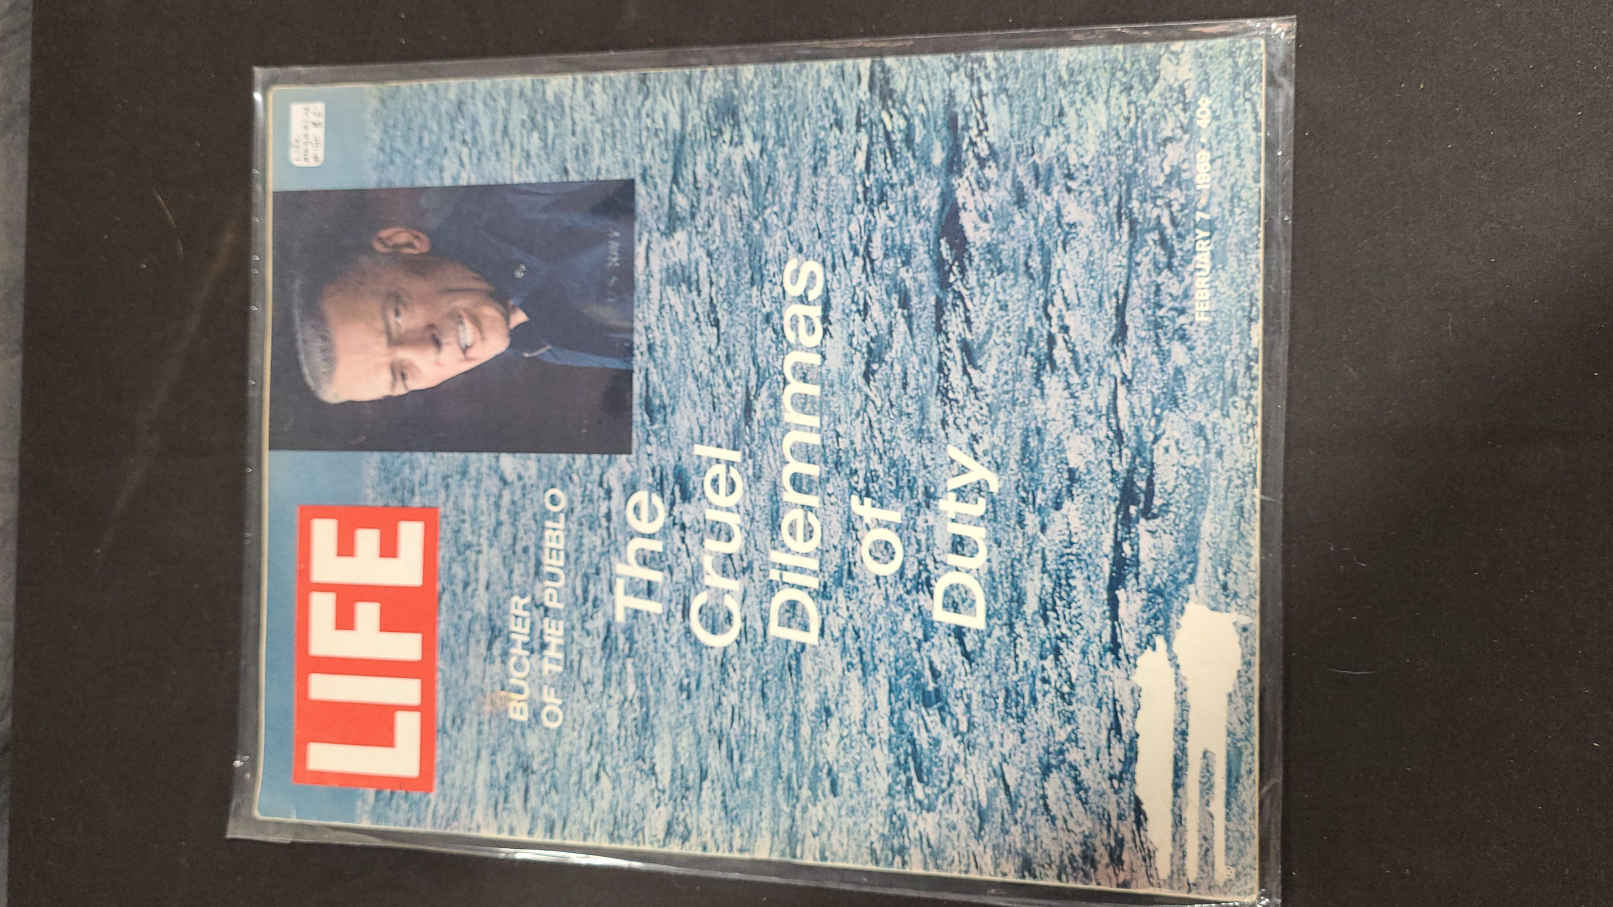 LIFE
BUCHER
OF THE PUEBLO
The
Cruel
Dilemmas
of
Duty
FEBRUARY 7 · 1969 · 40¢